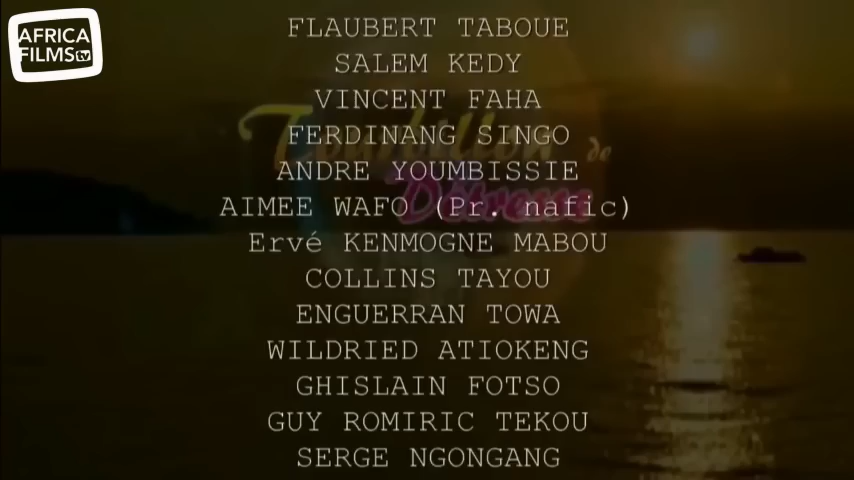 AFRICA
FILMS tv
FLAUBERT TABOUE
SALEM KEDY
VINCENT FAHA
FERDINANG SINGO
de
ANDRE YOUMBISSIE
AIMEE WAFO (Pr. nafic)
Ervé KENMOGNE MABOU
COLLINS TAYOU
ENGUERRAN TOWA
WILDRIED ATIOKENG
GHISLAIN FOTSO
GUY ROMIRIC TEKOU
SERGE NGONGANG